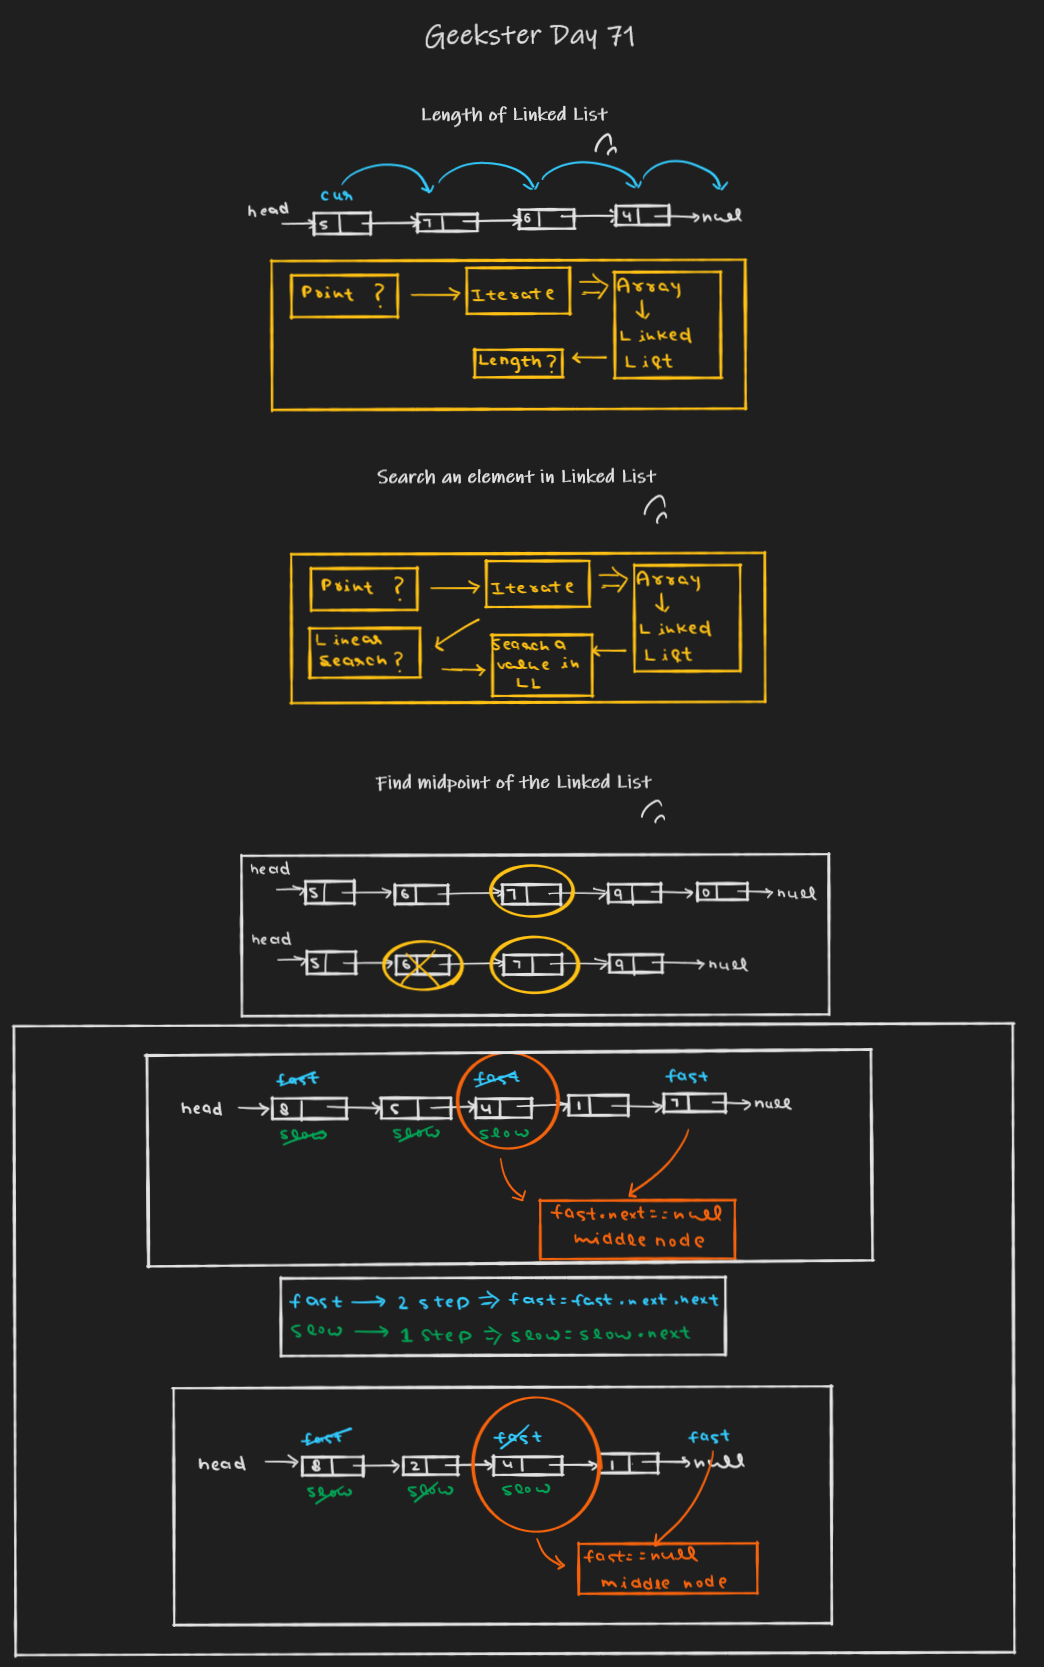 Geekster Day 71
Length of Linked List
cur
head 5 7 6 4 null
Print ? Iterate Array
Linked
Length? List
Search an element in Linked List
Print ? Iterate Array
Linear Linked
Search? Search a List
value in
LL
Find midpoint of the Linked List
head
5 6 7 9 0 null
head
5 6 7 9 null
fast fast fast
head 8 5 4 1 7 null
slow slow slow
fast.next==null
middle node
fast → 2 step ⇒ fast=fast.next.next
slow → 1 step ⇒ slow=slow.next
fast fast fast
head 8 2 4 1 null
slow slow slow
fast==null
middle node